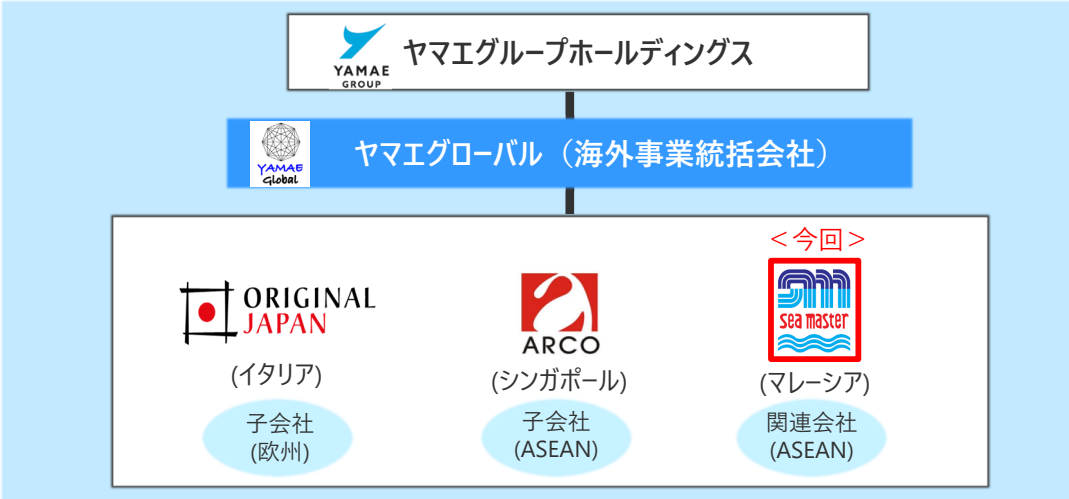 YAMAE
GROUP
ヤマエグループホールディングス
YAMAE
Global
ヤマエグローバル（海外事業統括会社）
＜今回＞
ORIGINAL
JAPAN
(イタリア)
子会社
(欧州)
ARCO
(シンガポール)
子会社
(ASEAN)
sm
sea master
(マレーシア)
関連会社
(ASEAN)